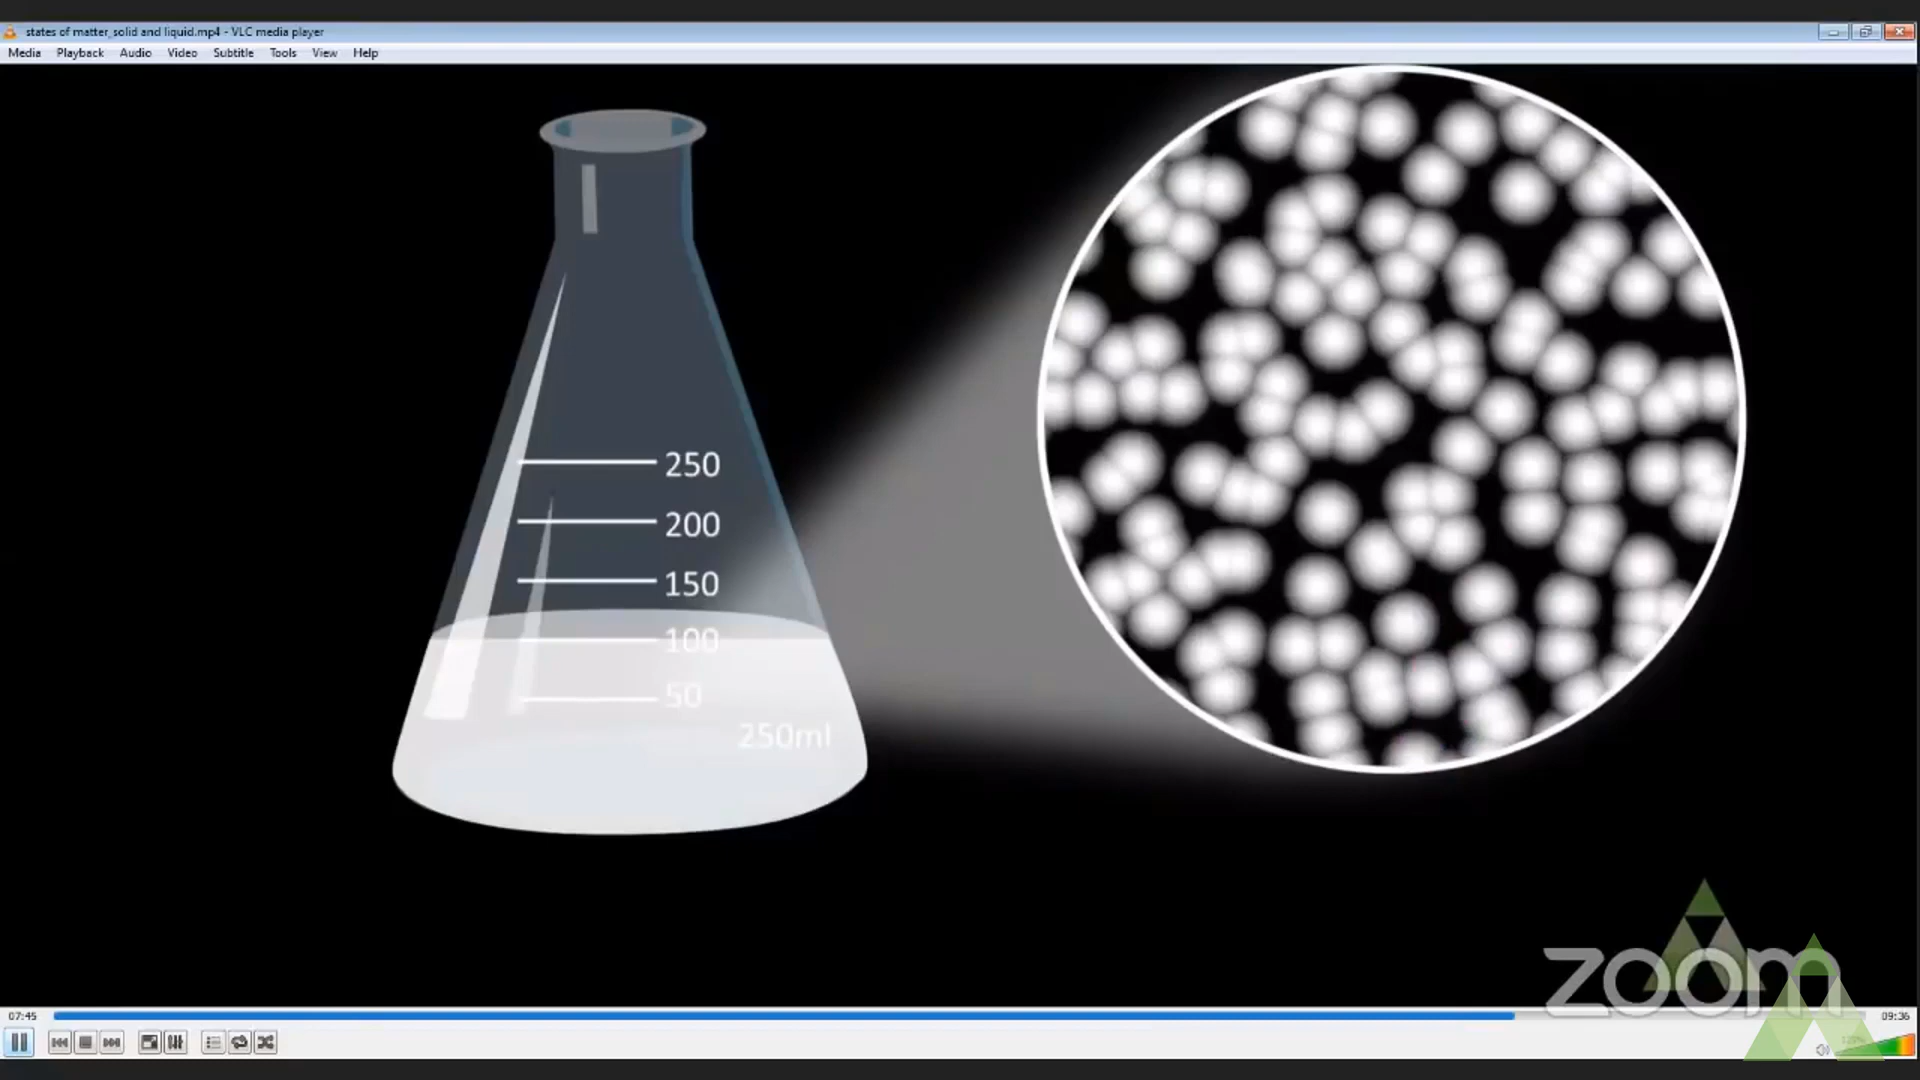 states of matter_solid and liquid.mp4 - VLC media player
Media Playback Audio Video Subtitle Tools View Help
250
200
150
100
50
250ml
zoom
07:45
09:36